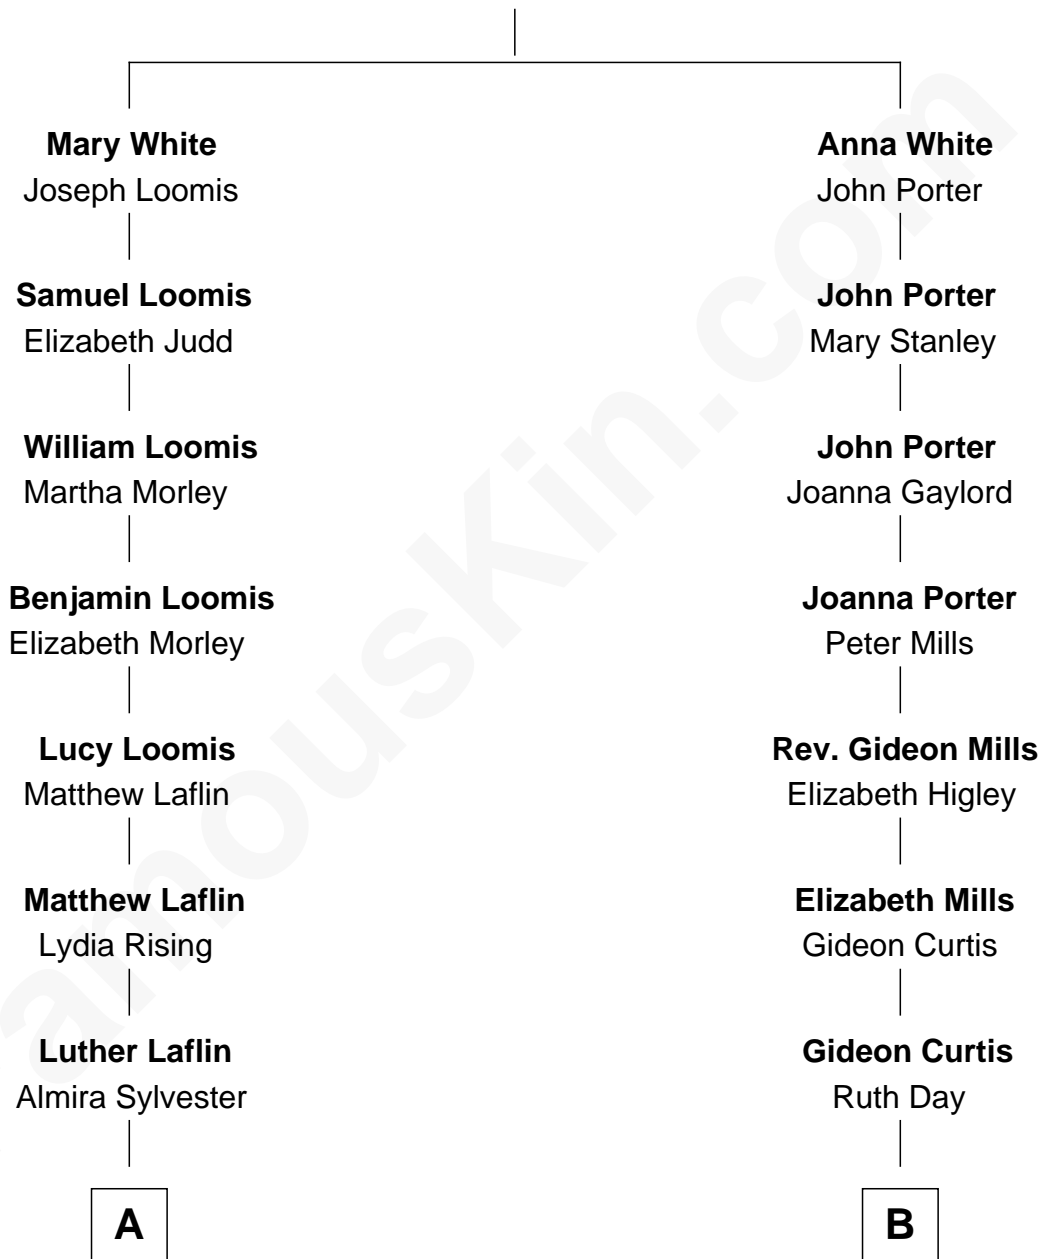 Mary White
Joseph Loomis
Samuel Loomis
Elizabeth Judd
William Loomis
Martha Morley
Benjamin Loomis
Elizabeth Morley
Lucy Loomis
Matthew Laflin
Matthew Laflin
Lydia Rising
Luther Laflin
Almira Sylvester
A
Anna White
John Porter
John Porter
Mary Stanley
John Porter
Joanna Gaylord
Joanna Porter
Peter Mills
Rev. Gideon Mills
Elizabeth Higley
Elizabeth Mills
Gideon Curtis
Gideon Curtis
Ruth Day
B
amouskin.com